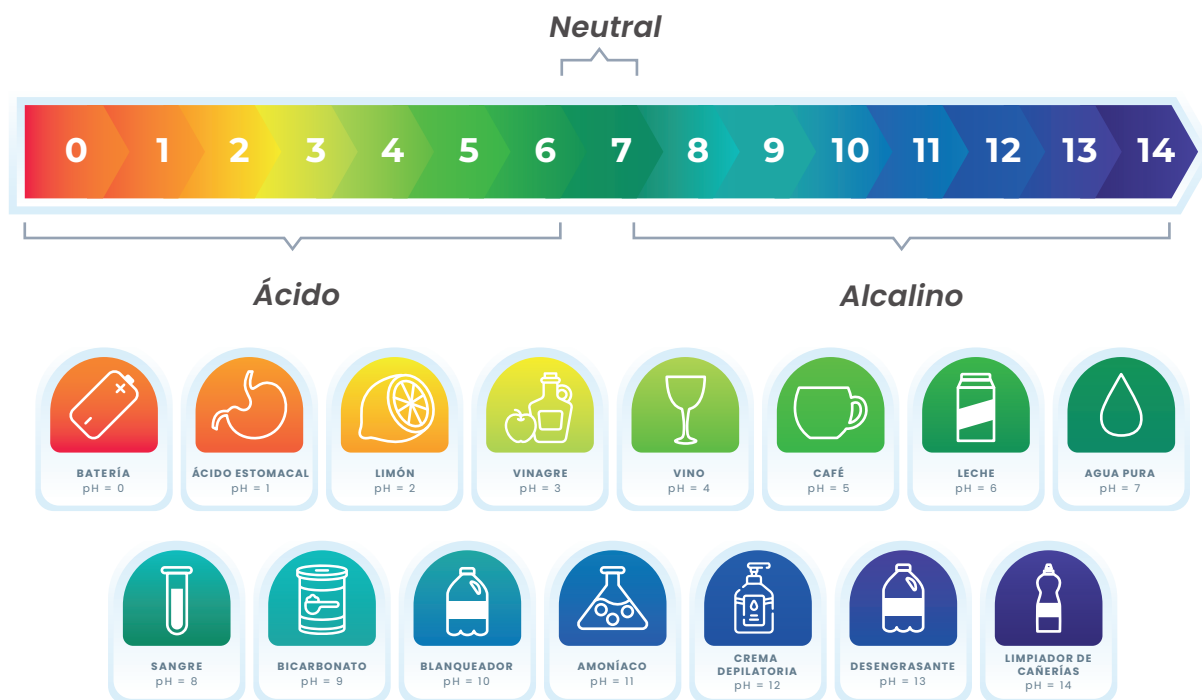 Neutral
0 1 2 3 4 5 6 7 8 9 10 11 12 13 14
Ácido
Alcalino
BATERÍA
pH = 0
ÁCIDO ESTOMACAL
pH = 1
LIMÓN
pH = 2
VINAGRE
pH = 3
VINO
pH = 4
CAFÉ
pH = 5
LECHE
pH = 6
AGUA PURA
pH = 7
SANGRE
pH = 8
BICARBONATO
pH = 9
BLANQUEADOR
pH = 10
AMONÍACO
pH = 11
CREMA
DEPILATORIA
pH = 12
DESENGRASANTE
pH = 13
LIMPIADOR DE
CAÑERÍAS
pH = 14